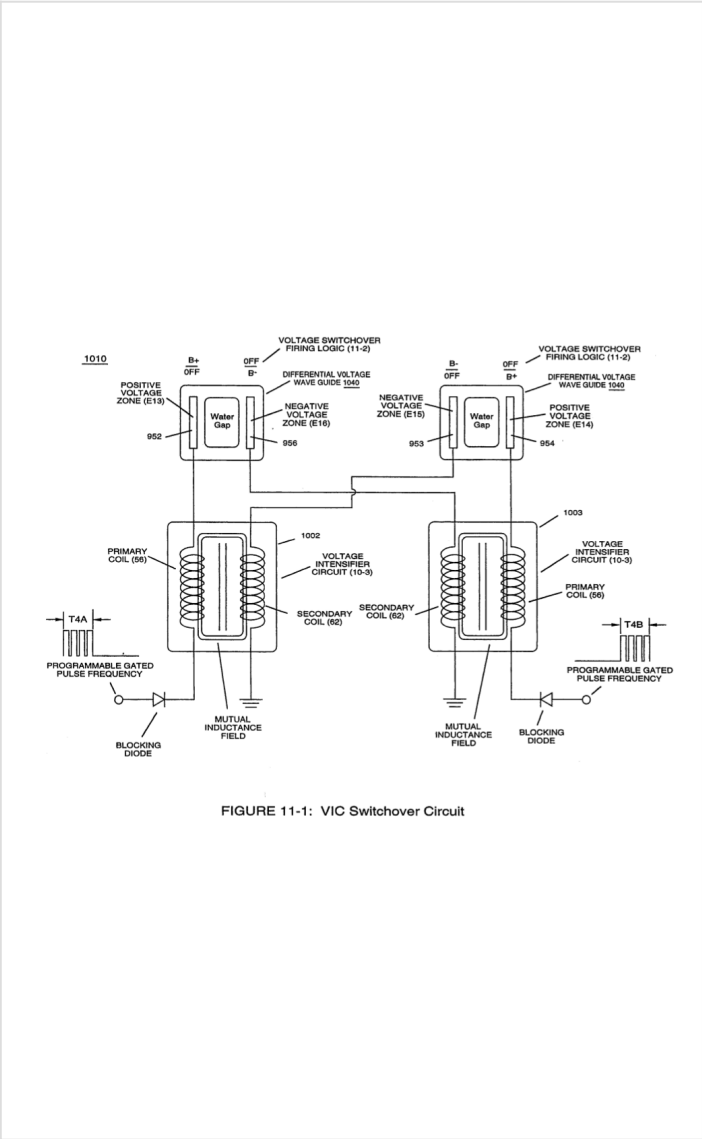 1010
B+
OFF
OFF
B-
VOLTAGE SWITCHOVER
FIRING LOGIC (11-2)
DIFFERENTIAL VOLTAGE
WAVE GUIDE 1040
POSITIVE
VOLTAGE
ZONE (E13)
952
Water
Gap
NEGATIVE
VOLTAGE
ZONE (E16)
956
B-
OFF
OFF
B+
VOLTAGE SWITCHOVER
FIRING LOGIC (11-2)
DIFFERENTIAL VOLTAGE
WAVE GUIDE 1040
NEGATIVE
VOLTAGE
ZONE (E15)
953
Water
Gap
POSITIVE
VOLTAGE
ZONE (E14)
954
1002
PRIMARY
COIL (56)
VOLTAGE
INTENSIFIER
CIRCUIT (10-3)
SECONDARY
COIL (62)
1003
VOLTAGE
INTENSIFIER
CIRCUIT (10-3)
PRIMARY
COIL (56)
SECONDARY
COIL (62)
T4A
PROGRAMMABLE GATED
PULSE FREQUENCY
BLOCKING
DIODE
MUTUAL
INDUCTANCE
FIELD
T4B
PROGRAMMABLE GATED
PULSE FREQUENCY
MUTUAL
INDUCTANCE
FIELD
BLOCKING
DIODE
FIGURE 11-1: VIC Switchover Circuit